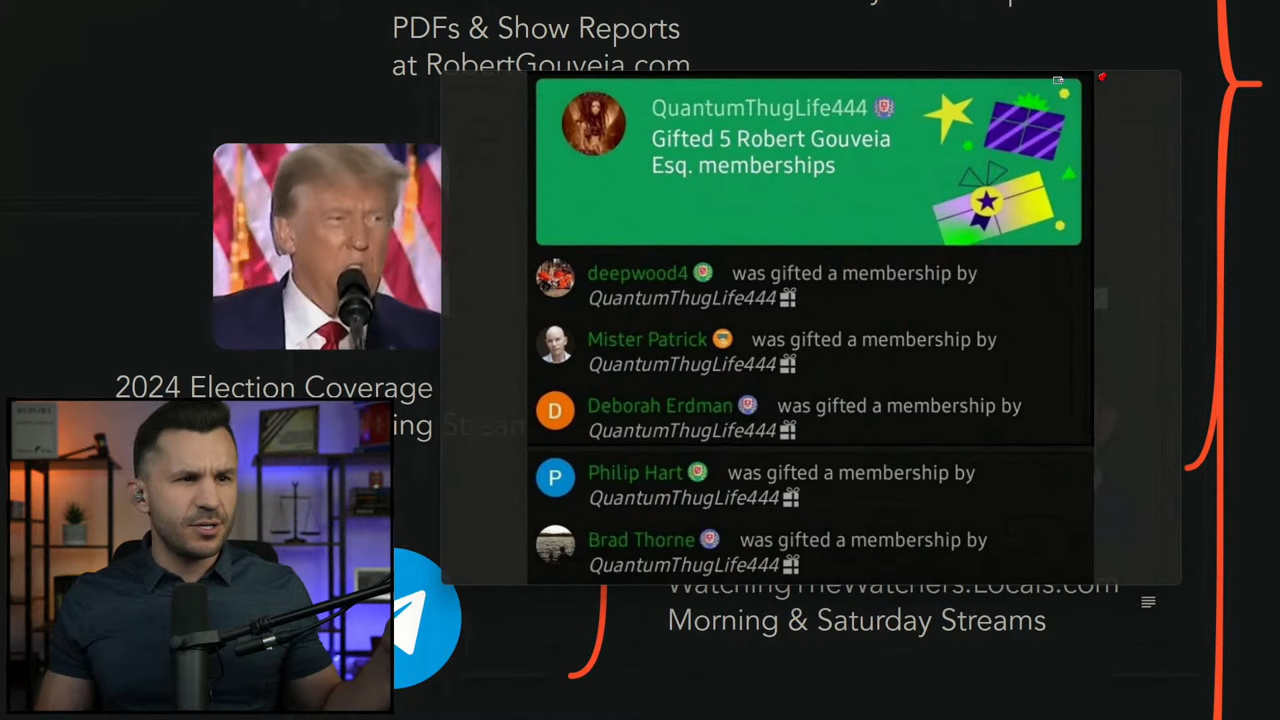 PDFs & Show Reports
at RobertGouveia.com
QuantumThugLife444
Gifted 5 Robert Gouveia
Esq. memberships
deepwood4 was gifted a membership by
QuantumThugLife444
Mister Patrick was gifted a membership by
QuantumThugLife444
D
Deborah Erdman was gifted a membership by
QuantumThugLife444
P
Philip Hart was gifted a membership by
QuantumThugLife444
Brad Thorne was gifted a membership by
QuantumThugLife444
2024 Election Coverage
ing Stream
WatchingTheWatchers.Locals.com
Morning & Saturday Streams